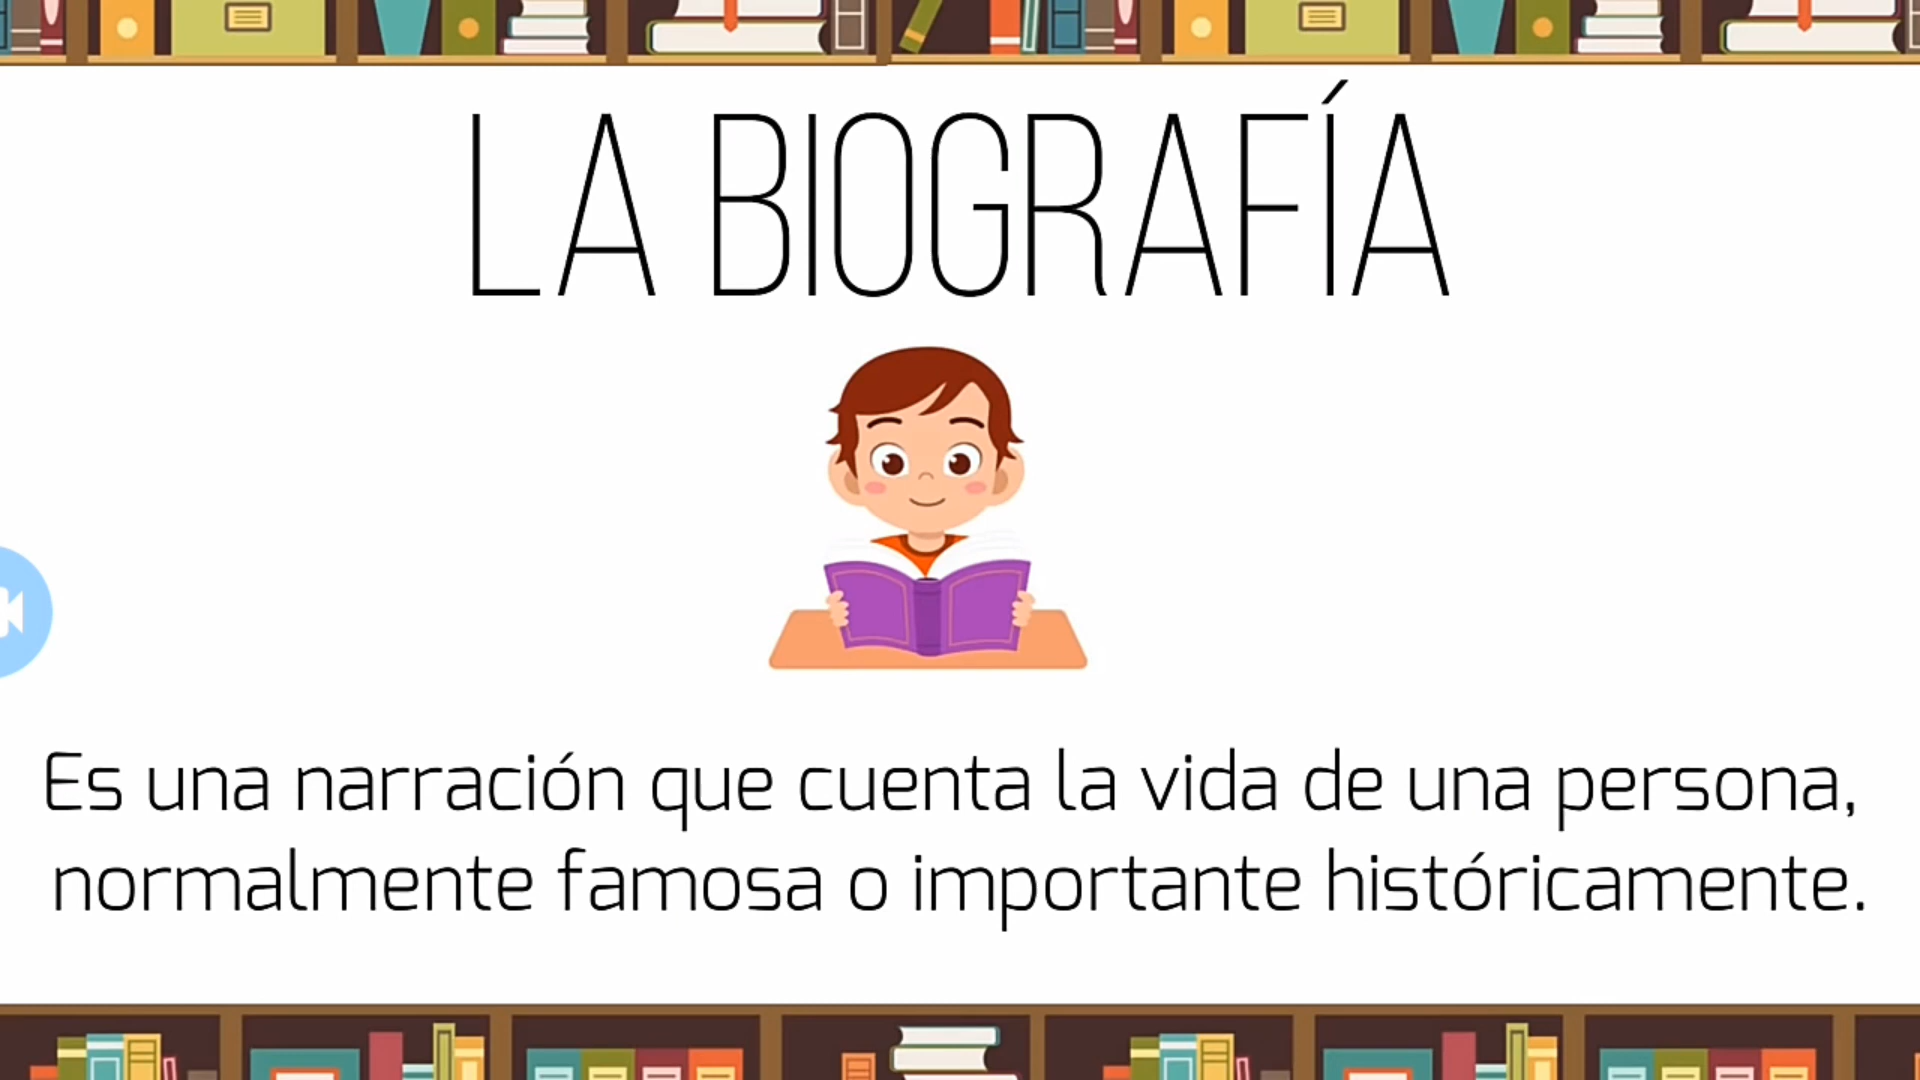 LA BIOGRAFÍA
Es una narración que cuenta la vida de una persona,
normalmente famosa o importante históricamente.